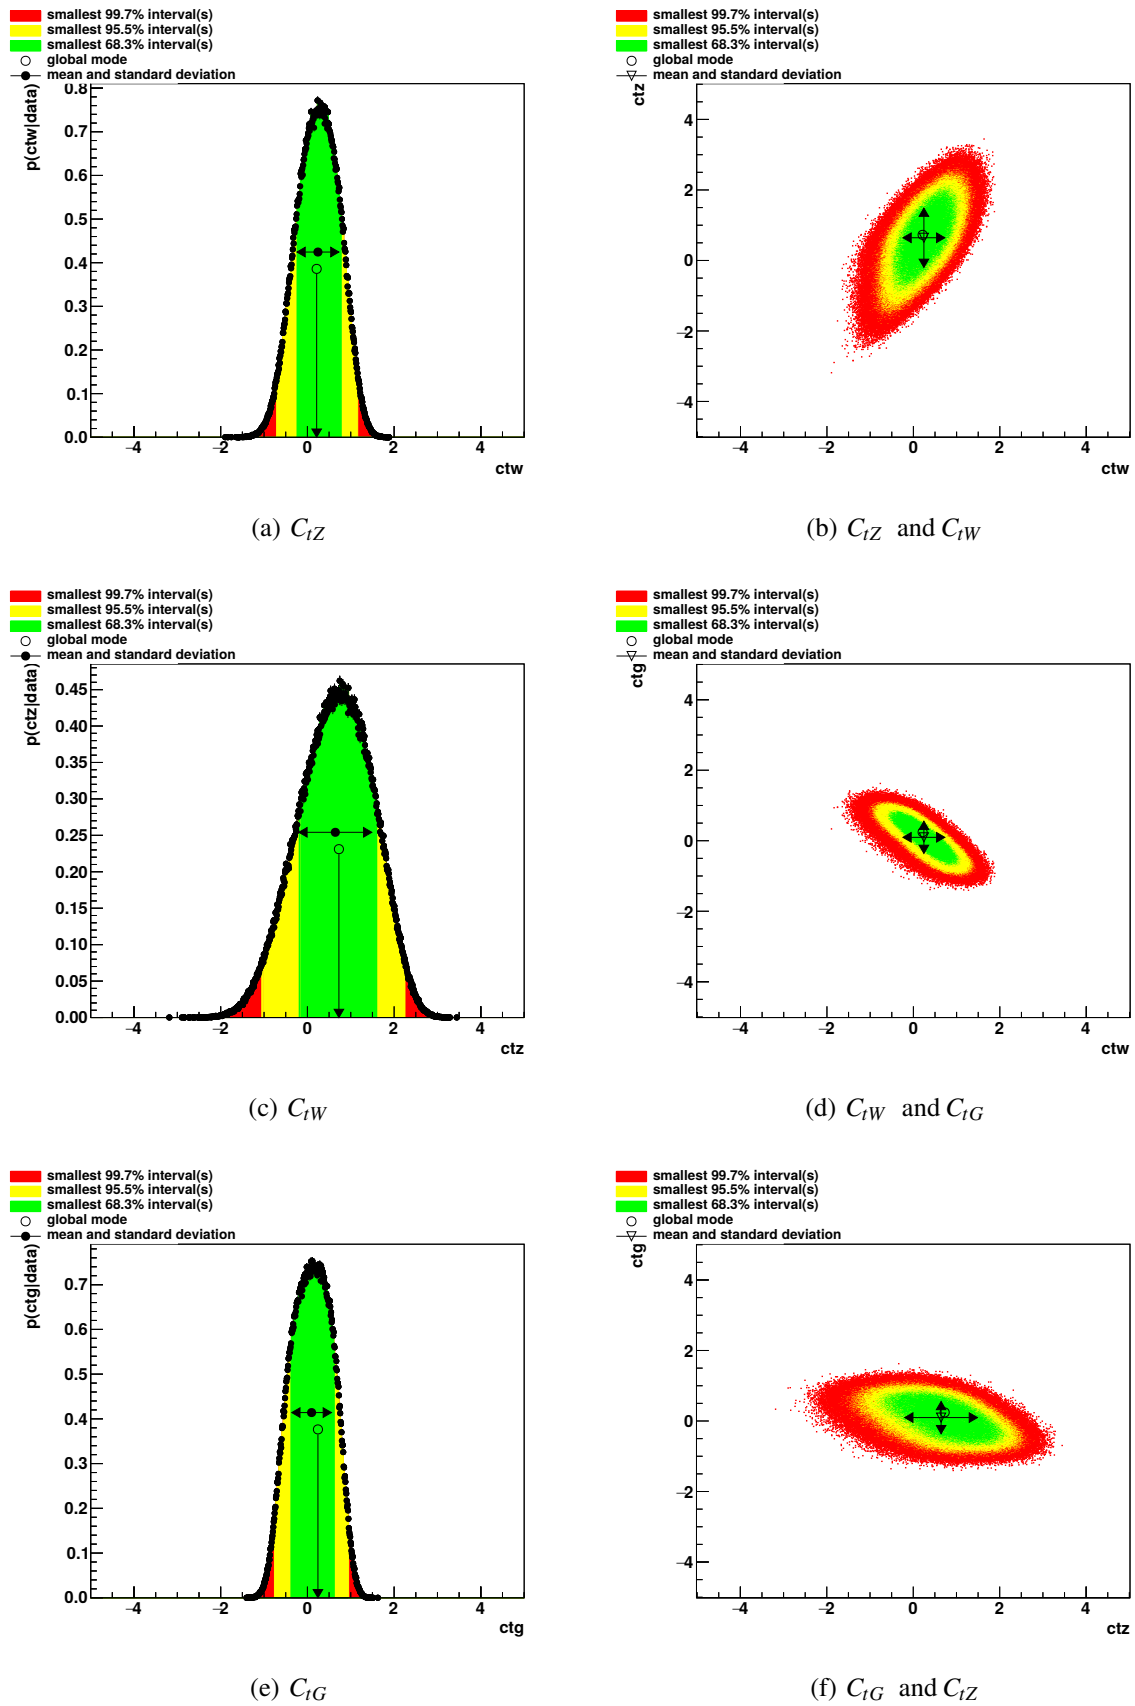 smallest 99.7% interval(s)
smallest 95.5% interval(s)
smallest 68.3% interval(s)
global mode
mean and standard deviation
p(ctw|data)
0.8
0.7
0.6
0.5
0.4
0.3
0.2
0.1
0.0
−4 −2 0 2 4
ctw
(a) CtZ
smallest 99.7% interval(s)
smallest 95.5% interval(s)
smallest 68.3% interval(s)
global mode
mean and standard deviation
ctz
4
2
0
−2
−4
−4 −2 0 2 4
ctw
(b) CtZ and CtW
smallest 99.7% interval(s)
smallest 95.5% interval(s)
smallest 68.3% interval(s)
global mode
mean and standard deviation
p(ctz|data)
0.45
0.40
0.35
0.30
0.25
0.20
0.15
0.10
0.05
0.00
−4 −2 0 2 4
ctz
(c) CtW
smallest 99.7% interval(s)
smallest 95.5% interval(s)
smallest 68.3% interval(s)
global mode
mean and standard deviation
ctg
4
2
0
−2
−4
−4 −2 0 2 4
ctw
(d) CtW and CtG
smallest 99.7% interval(s)
smallest 95.5% interval(s)
smallest 68.3% interval(s)
global mode
mean and standard deviation
p(ctg|data)
0.7
0.6
0.5
0.4
0.3
0.2
0.1
0.0
−4 −2 0 2 4
ctg
(e) CtG
smallest 99.7% interval(s)
smallest 95.5% interval(s)
smallest 68.3% interval(s)
global mode
mean and standard deviation
ctg
4
2
0
−2
−4
−4 −2 0 2 4
ctz
(f) CtG and CtZ